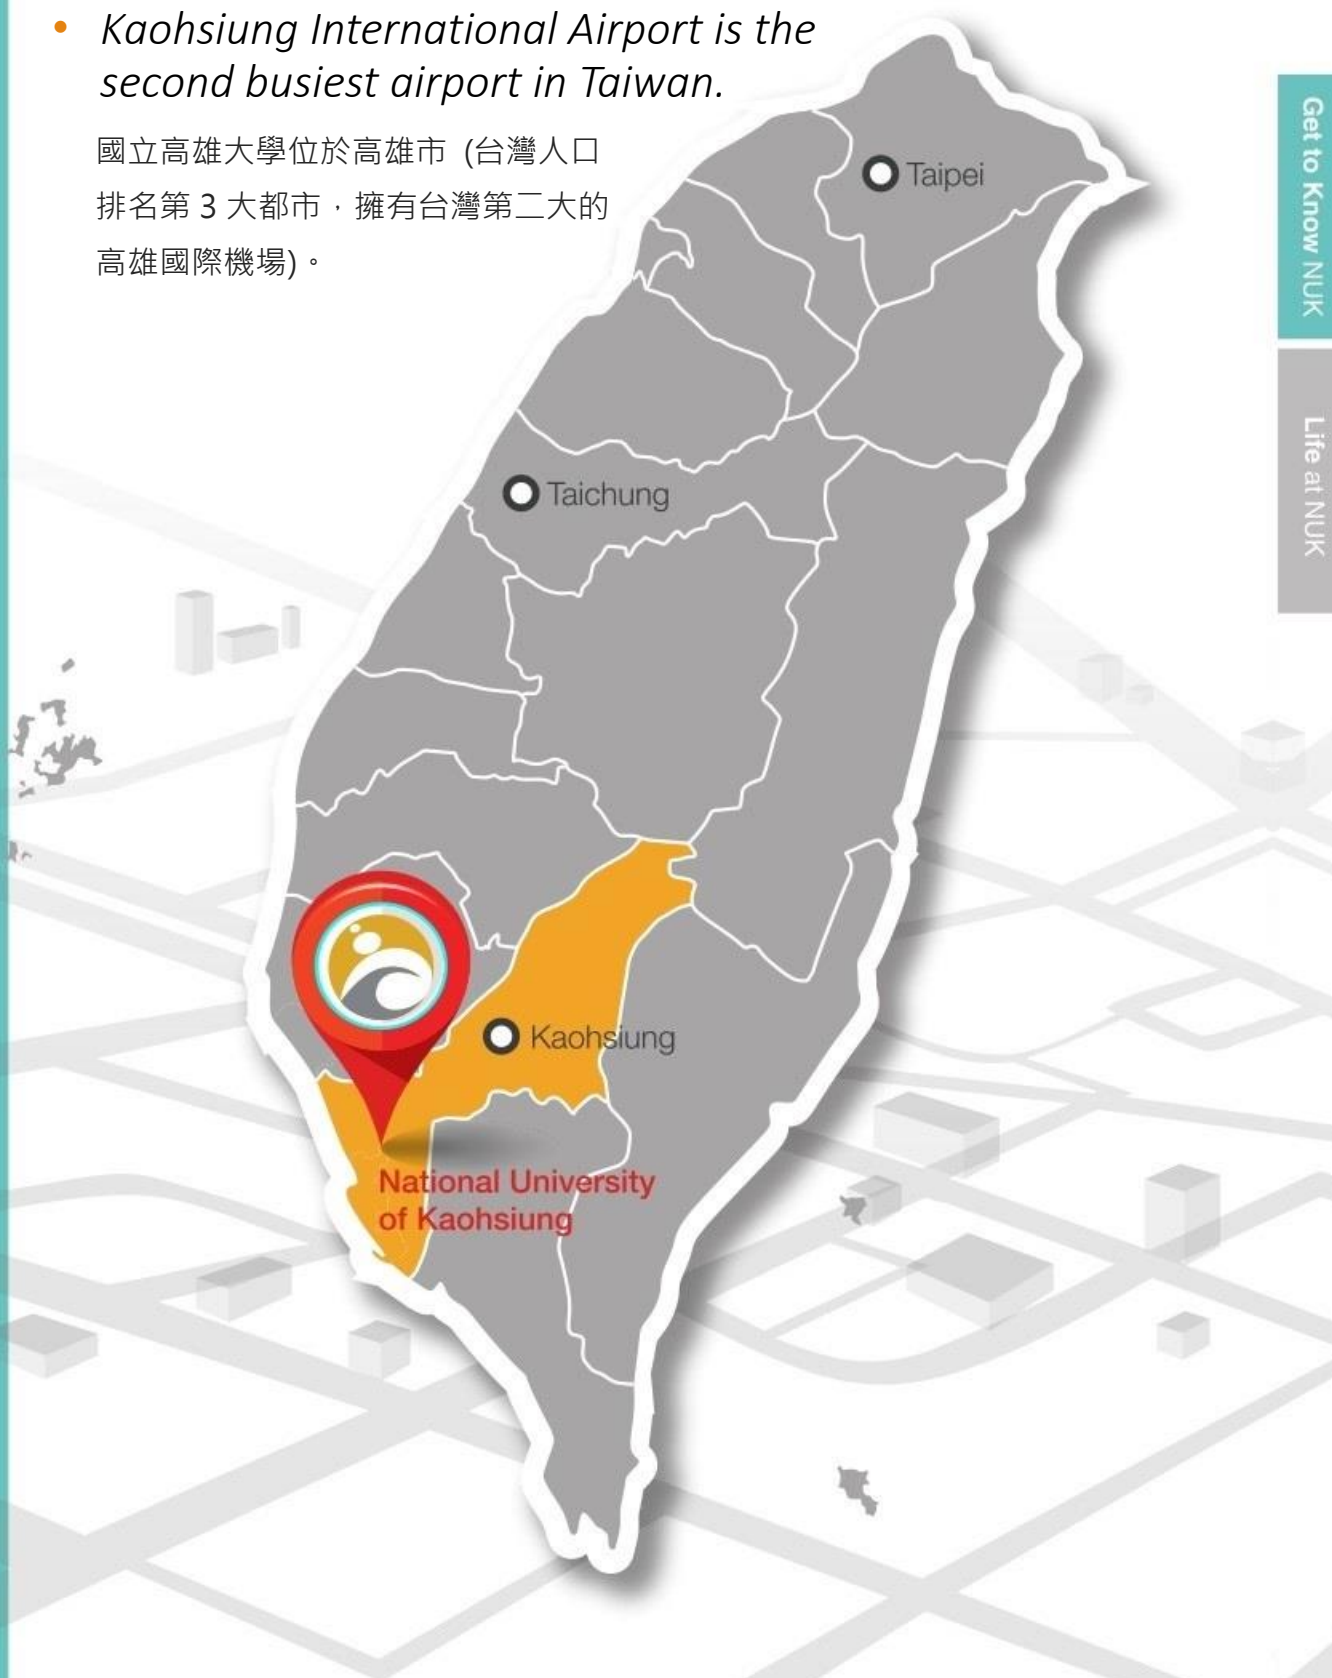 • Kaohsiung International Airport is the
second busiest airport in Taiwan.
國立高雄大學位於高雄市 (台灣人口
排名第 3 大都市，擁有台灣第二大的
高雄國際機場)。
Get to Know NUK
Life at NUK
Taipei
Taichung
Kaohsiung
National University
of Kaohsiung